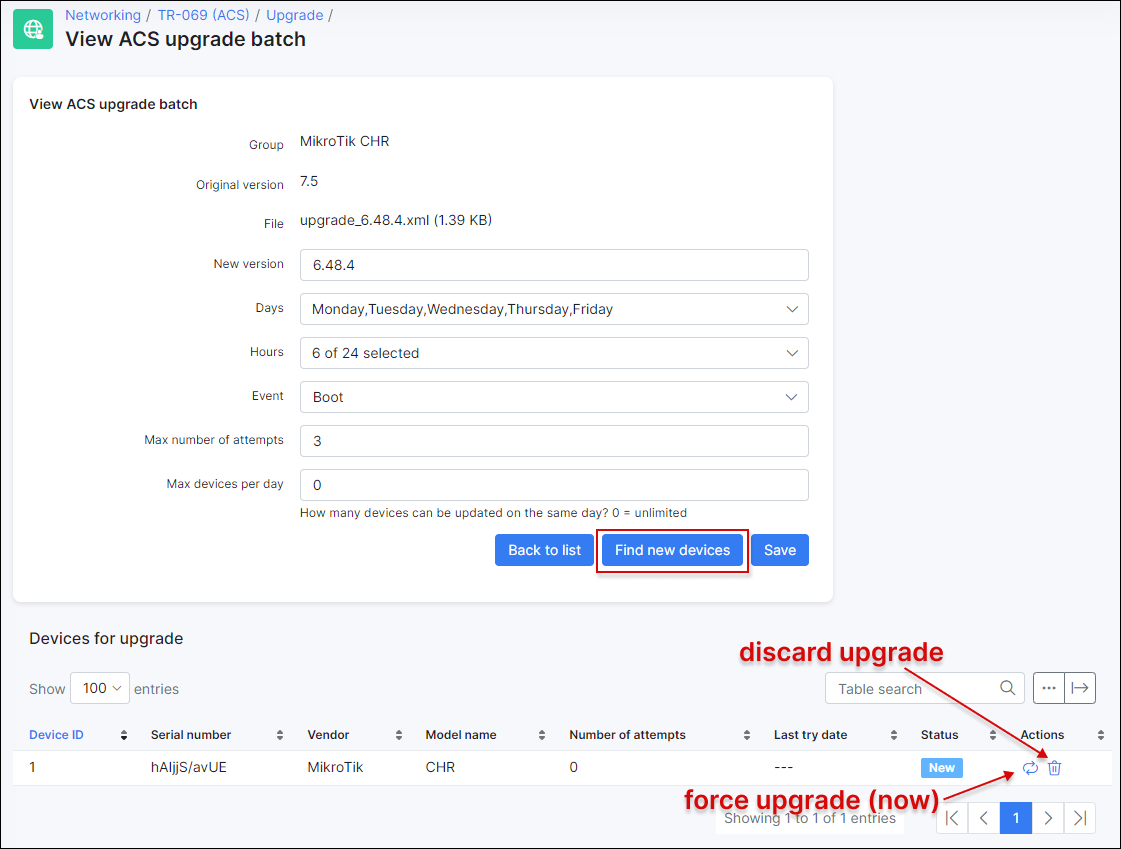 Networking / TR-069 (ACS) / Upgrade /
View ACS upgrade batch
View ACS upgrade batch
Group MikroTik CHR
Original version 7.5
File upgrade_6.48.4.xml (1.39 KB)
New version 6.48.4
Days Monday,Tuesday,Wednesday,Thursday,Friday
Hours 6 of 24 selected
Event Boot
Max number of attempts 3
Max devices per day 0
How many devices can be updated on the same day? 0 = unlimited
Back to list Find new devices Save
Devices for upgrade
discard upgrade
Show 100 entries Table search
Device ID Serial number Vendor Model name Number of attempts Last try date Status Actions
1 hAljjS/avUE MikroTik CHR 0 --- New
force upgrade (now)
Showing 1 to 1 of 1 entries 1